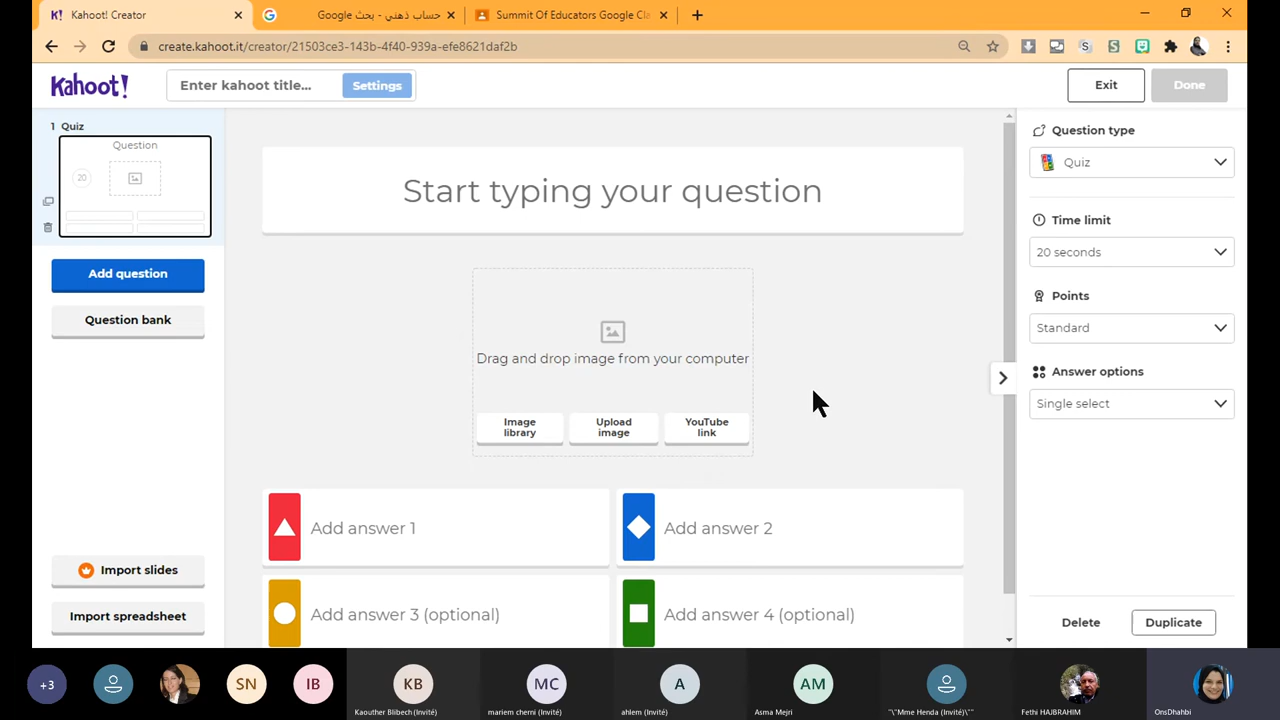 Kahoot! Creator
حساب ذهني - بحث Google
Summit Of Educators Google Cla
create.kahoot.it/creator/21503ce3-143b-4f40-939a-efe8621daf2b
Kahoot!
Enter kahoot title...
Settings
Exit
Done
1 Quiz
Question
20
Add question
Question bank
Import slides
Import spreadsheet
Start typing your question
Drag and drop image from your computer
Image
library
Upload
image
YouTube
link
Add answer 1
Add answer 2
Add answer 3 (optional)
Add answer 4 (optional)
Question type
Quiz
Time limit
20 seconds
Points
Standard
Answer options
Single select
Delete
Duplicate
+3
SN
IB
KB
Kaouther Blibech (Invité)
MC
mariem cherni (Invité)
A
ahlem (Invité)
AM
Asma Mejri
"\"Mme Henda (Invité)\""
Fethi HAJBRAHIM
OnsDhahbi